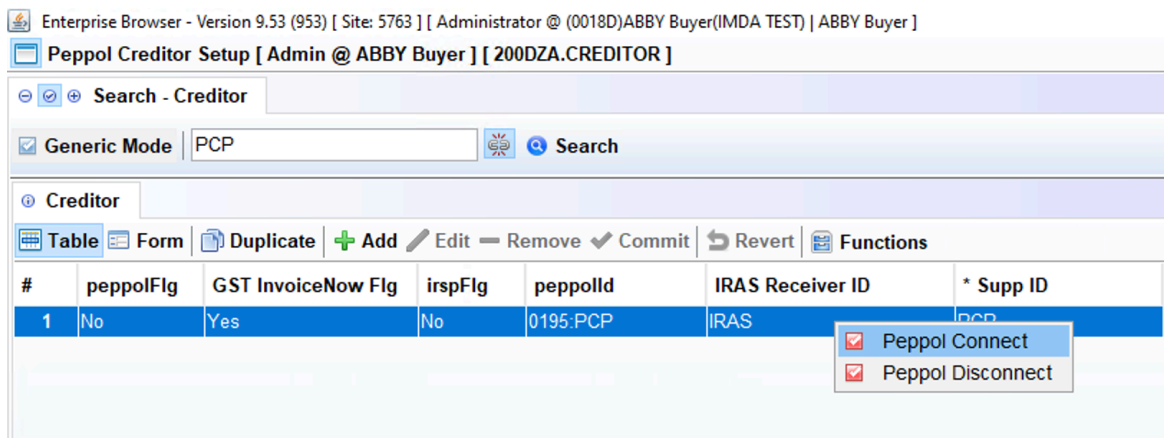 Enterprise Browser - Version 9.53 (953) [ Site: 5763 ] [ Administrator @ (0018D)ABBY Buyer(IMDA TEST) | ABBY Buyer ]
Peppol Creditor Setup [ Admin @ ABBY Buyer ] [ 200DZA.CREDITOR ]
Search - Creditor
Generic Mode PCP Search
Creditor
Table Form Duplicate Add Edit Remove Commit Revert Functions
# peppolFlg GST InvoiceNow Flg irspFlg peppolId IRAS Receiver ID * Supp ID
1 No Yes No 0195:PCP IRAS PCP
Peppol Connect
Peppol Disconnect